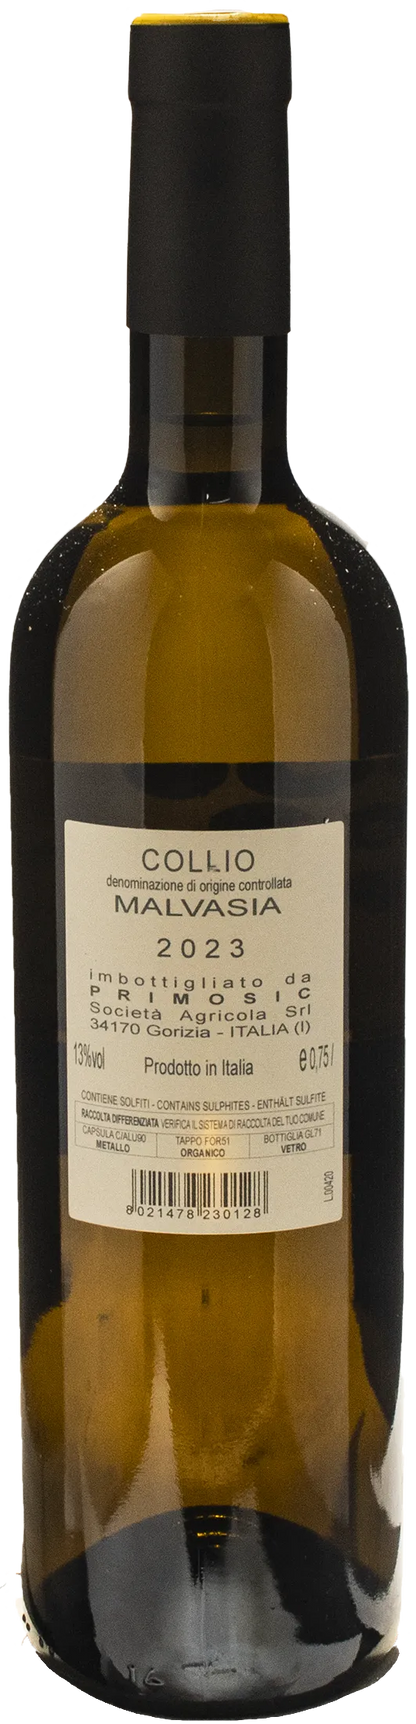 COLLIO
denominazione di origine controllata
MALVASIA
2023
imbottigliato da
PRIMOSIC
Società Agricola Srl
34170 Gorizia - ITALIA (I)
13%vol Prodotto in Italia e 0,75 l
CONTIENE SOLFITI - CONTAINS SULPHITES - ENTHÄLT SULFITE
RACCOLTA DIFFERENZIATA VERIFICA IL SISTEMA DI RACCOLTA DEL TUO COMUNE
CAPSULA C/ALU90 TAPPO FOR51 BOTTIGLIA GL71
METALLO ORGANICO VETRO
L.00420
8 021478 230128
16